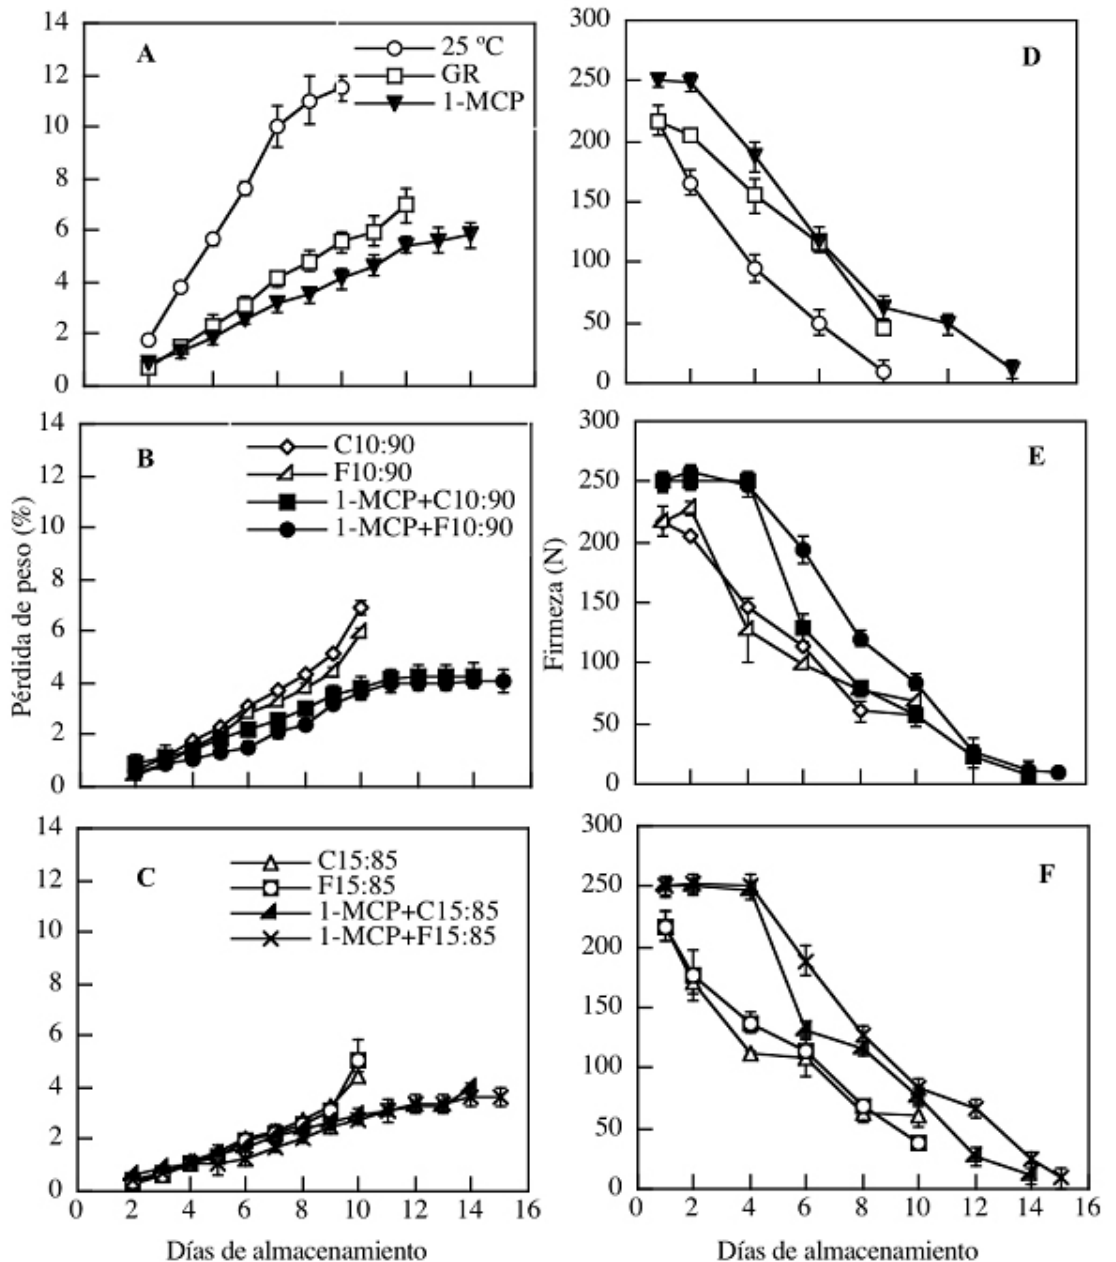 14
12
10
8
6
4
2
0
A
25 ºC
GR
1-MCP
300
250
200
150
100
50
0
D
14
12
10
8
6
4
2
0
B
C10:90
F10:90
1-MCP+C10:90
1-MCP+F10:90
Pérdida de peso (%)
300
250
200
150
100
50
0
E
Firmeza (N)
14
12
10
8
6
4
2
0
C
C15:85
F15:85
1-MCP+C15:85
1-MCP+F15:85
0 2 4 6 8 10 12 14 16
Días de almacenamiento
300
250
200
150
100
50
0
F
0 2 4 6 8 10 12 14 16
Días de almacenamiento